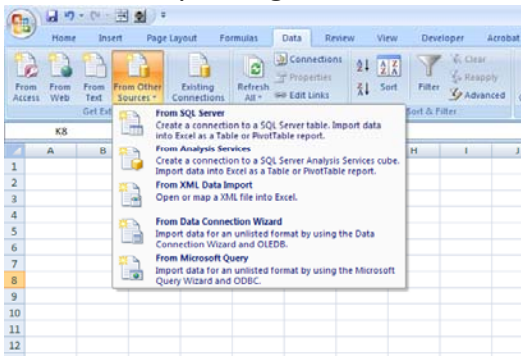 Home Insert Page Layout Formulas Data Review View Developer Acrobat
From Access
From Web
From Text
From Other Sources
Existing Connections
Refresh All
Connections
Properties
Edit Links
Sort
Filter
Clear
Reapply
Advanced
Get Ext
Sort & Filter
K8
A B H I J
From SQL Server
Create a connection to a SQL Server table. Import data
into Excel as a Table or PivotTable report.
From Analysis Services
Create a connection to a SQL Server Analysis Services cube.
Import data into Excel as a Table or PivotTable report.
From XML Data Import
Open or map a XML file into Excel.
From Data Connection Wizard
Import data for an unlisted format by using the Data
Connection Wizard and OLEDB.
From Microsoft Query
Import data for an unlisted format by using the Microsoft
Query Wizard and ODBC.
1
2
3
4
5
6
7
8
9
10
11
12